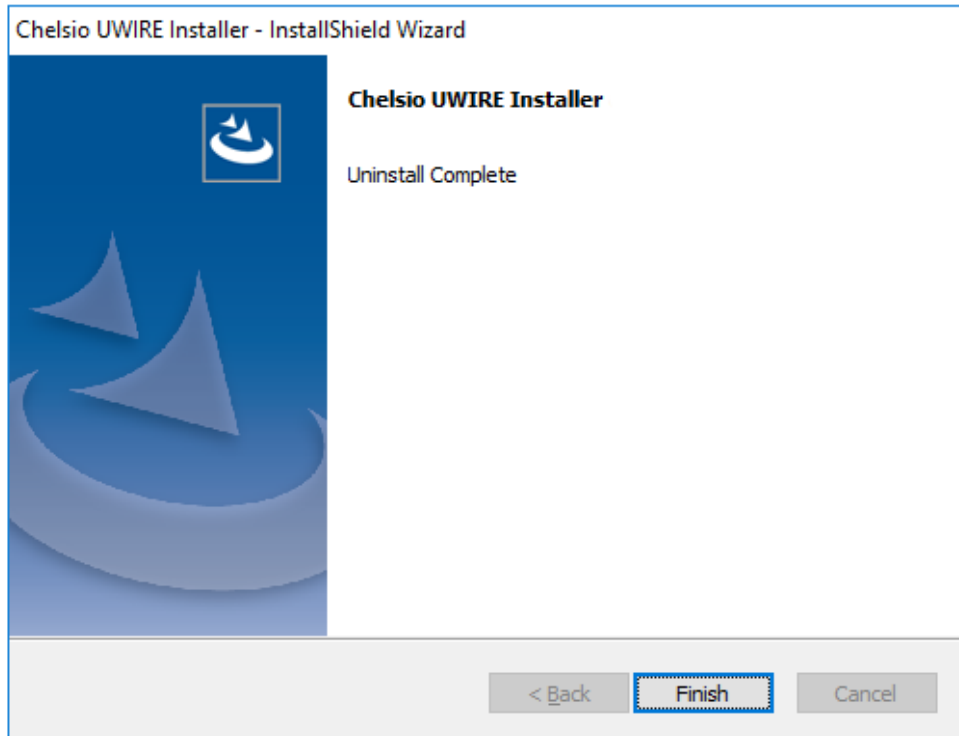 Chelsio UWIRE Installer - InstallShield Wizard
Chelsio UWIRE Installer
Uninstall Complete
< Back
Finish
Cancel